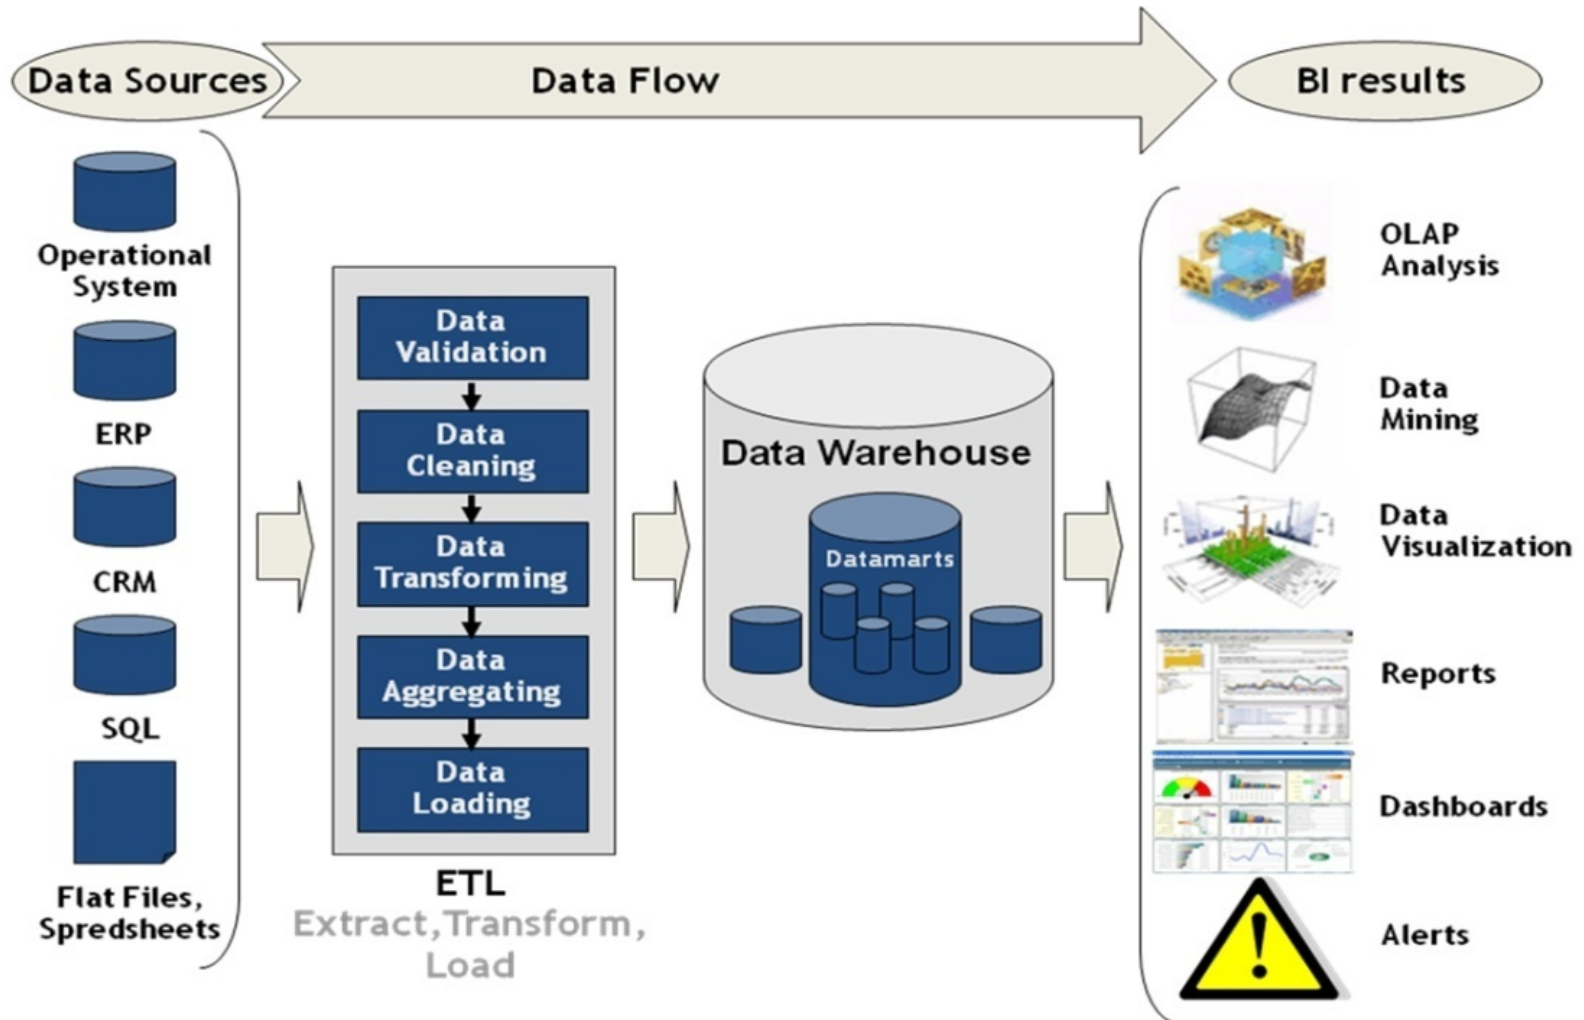 Data Sources
Data Flow
BI results
Operational
System
ERP
CRM
SQL
Flat Files,
Spredsheets
Data
Validation
Data
Cleaning
Data
Transforming
Data
Aggregating
Data
Loading
ETL
Extract,Transform,
Load
Data Warehouse
Datamarts
OLAP
Analysis
Data
Mining
Data
Visualization
Reports
Dashboards
!
Alerts